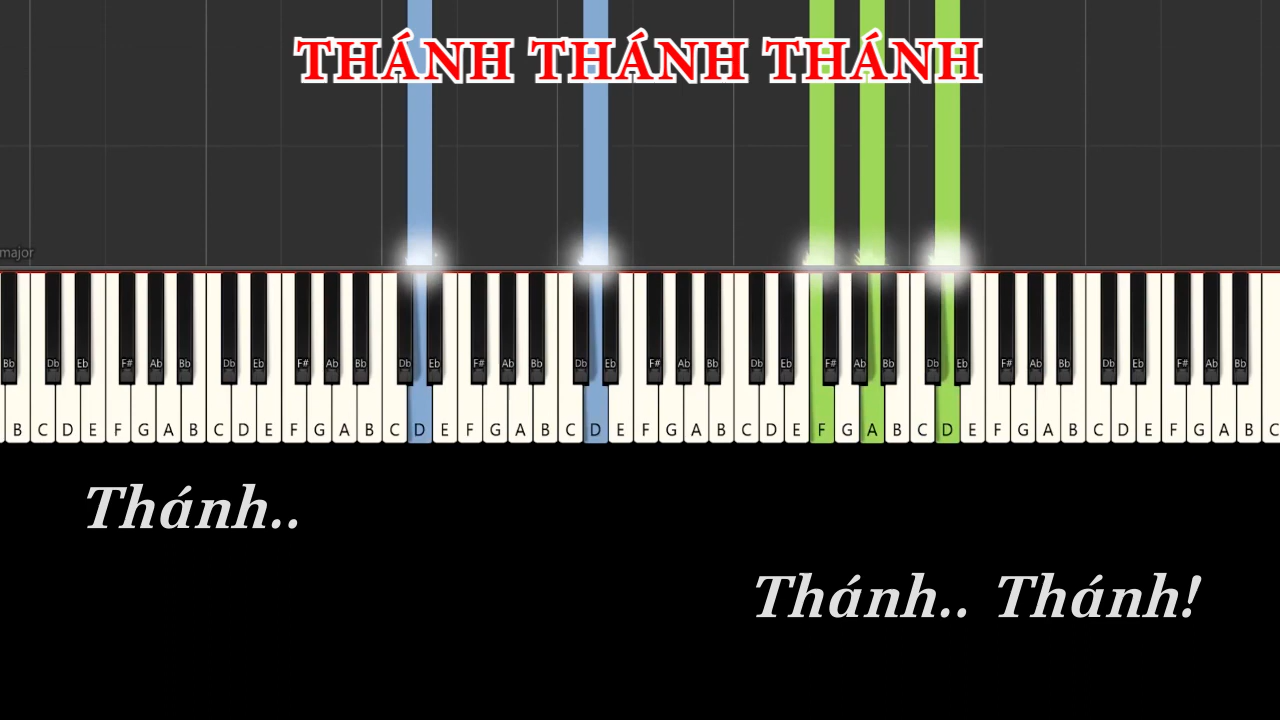 THÁNH THÁNH THÁNH
major
Bb Db Eb F# Ab Bb Db Eb F# Ab Bb Db Eb F# Ab Bb Db Eb F# Ab Bb Db Eb F# Ab Bb Db Eb F# Ab Bb Db Eb F# Ab Bb
B C D E F G A B C D E F G A B C D E F G A B C D E F G A B C D E F G A B C D E F G A B C D E F G A B C
Thánh..
Thánh.. Thánh!